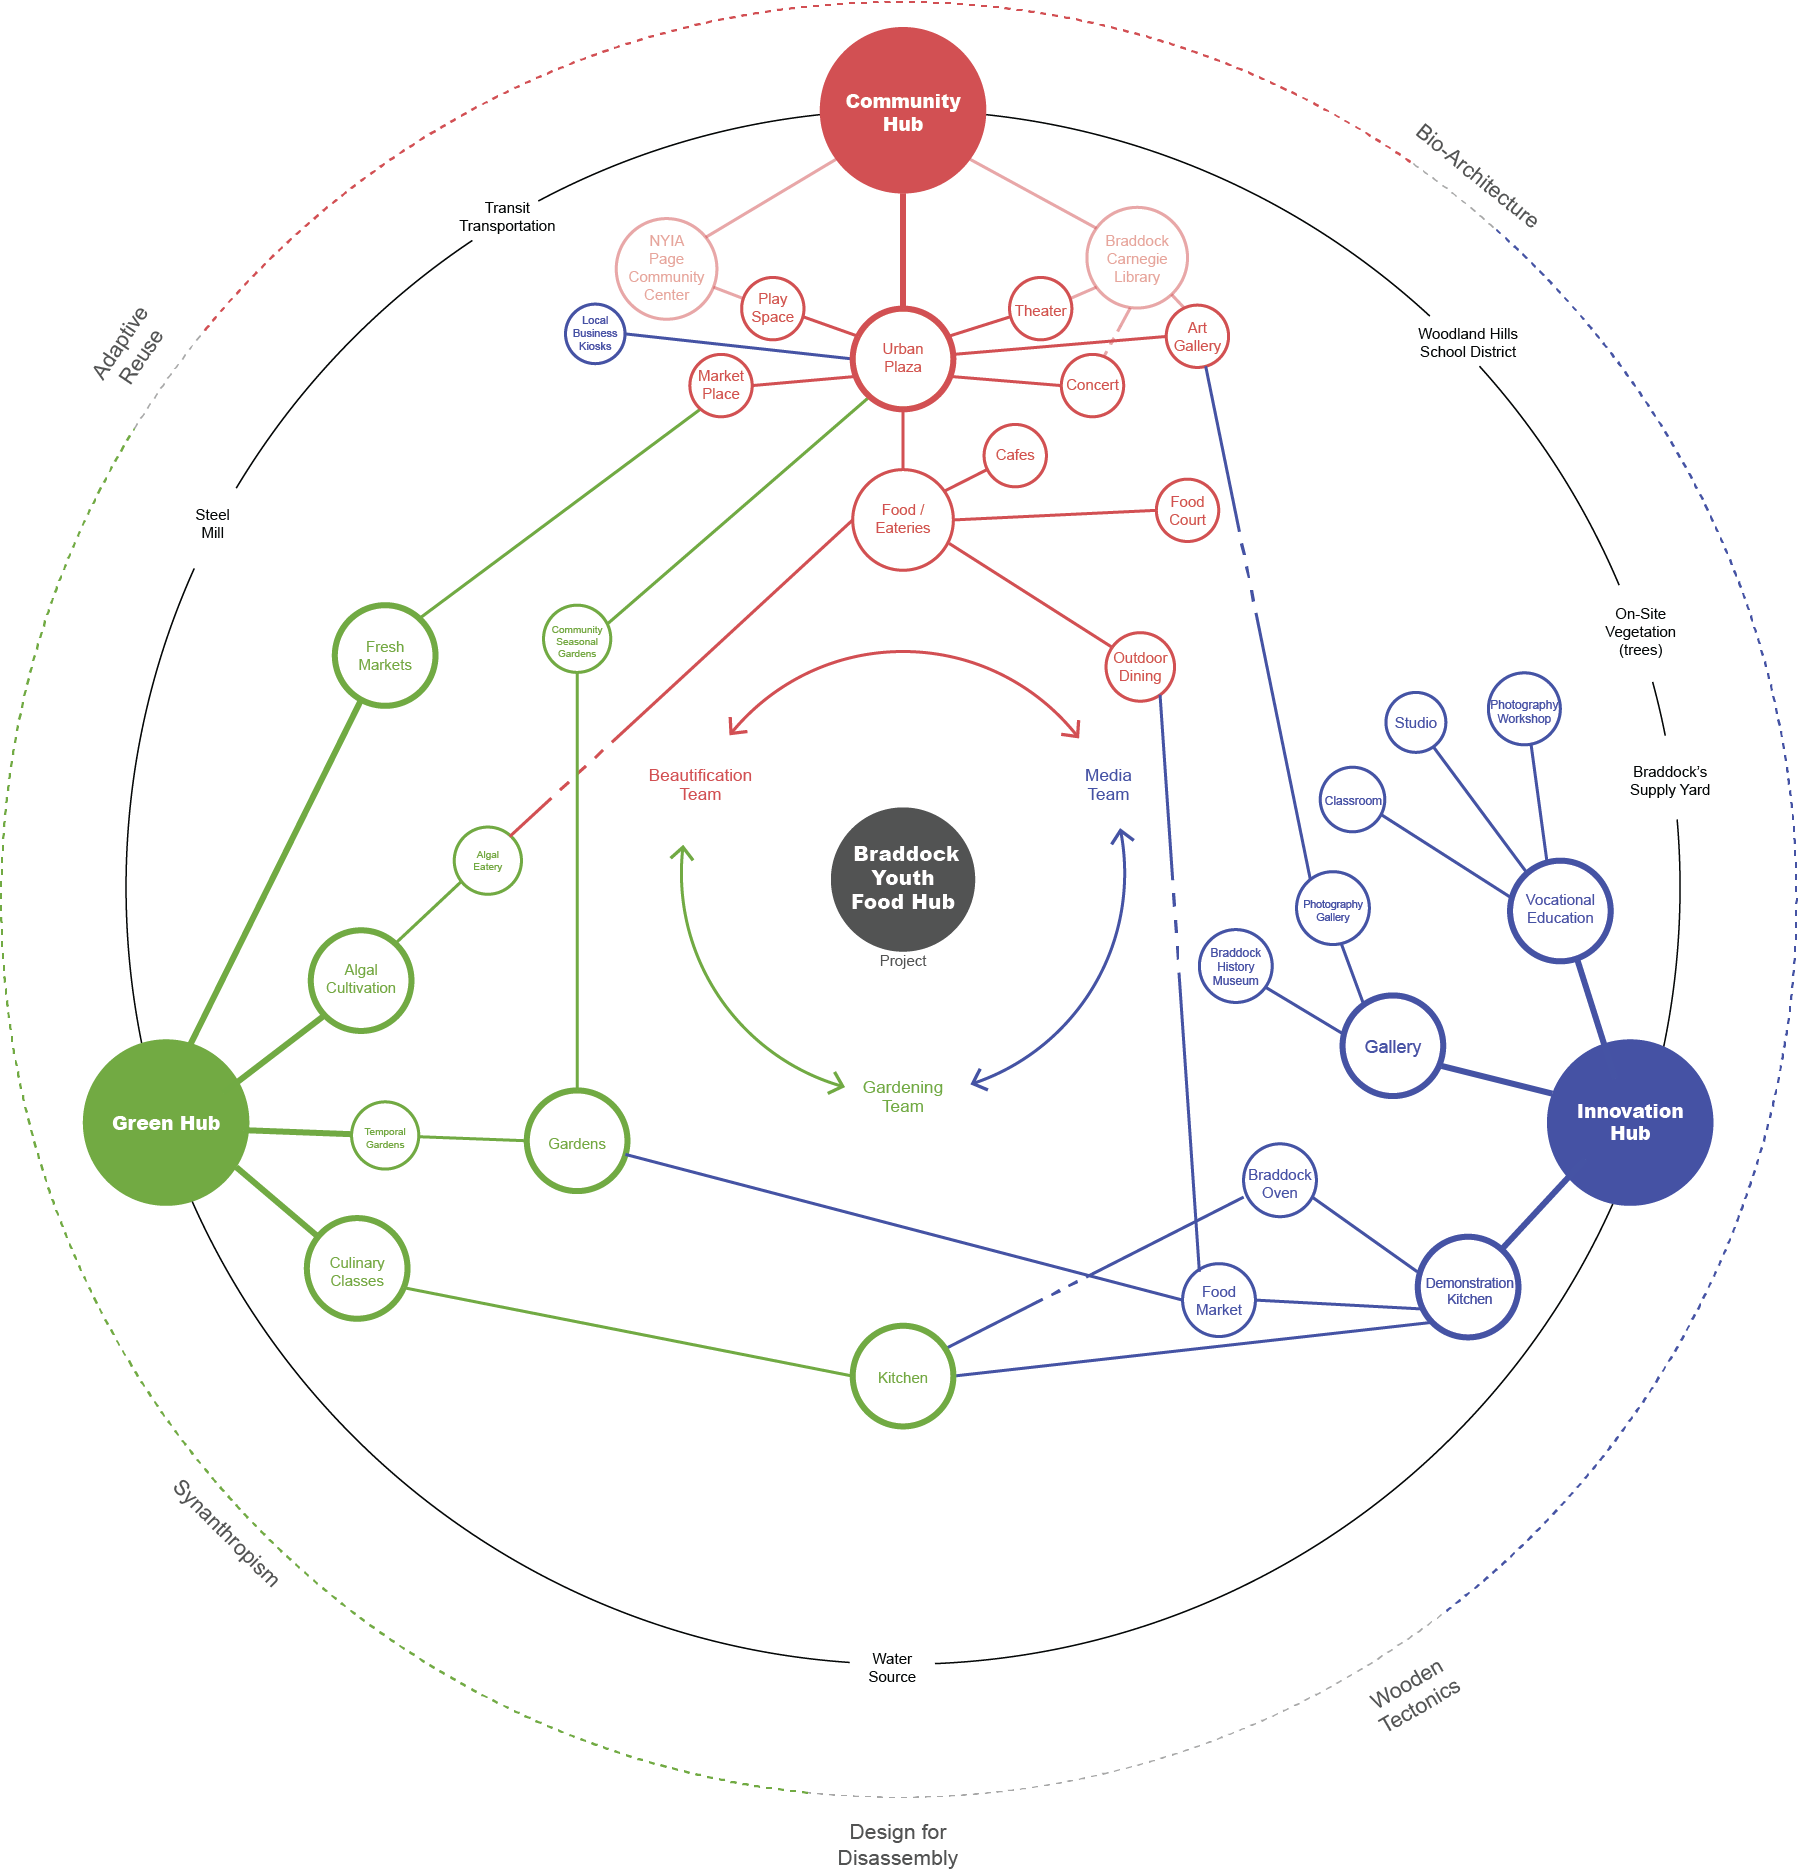 Community
Hub
Bio-Architecture
Transit
Transportation
NYIA
Page
Community
Center
Braddock
Carnegie
Library
Play
Space
Theater
Local
Business
Kiosks
Art
Gallery
Woodland Hills
School District
Adaptive
Reuse
Urban
Plaza
Market
Place
Concert
Cafes
Food /
Eateries
Food
Court
Steel
Mill
Fresh
Markets
Community
Seasonal
Gardens
Outdoor
Dining
On-Site
Vegetation
(trees)
Studio
Photography
Workshop
Beautification
Team
Media
Team
Classroom
Braddock's
Supply Yard
Algal
Eatery
Braddock
Youth
Food Hub
Project
Photography
Gallery
Vocational
Education
Braddock
History
Museum
Algal
Cultivation
Gallery
Gardening
Team
Green Hub
Temporal
Gardens
Gardens
Innovation
Hub
Braddock
Oven
Culinary
Classes
Food
Market
Demonstration
Kitchen
Kitchen
Synanthropism
Water
Source
Wooden
Tectonics
Design for
Disassembly